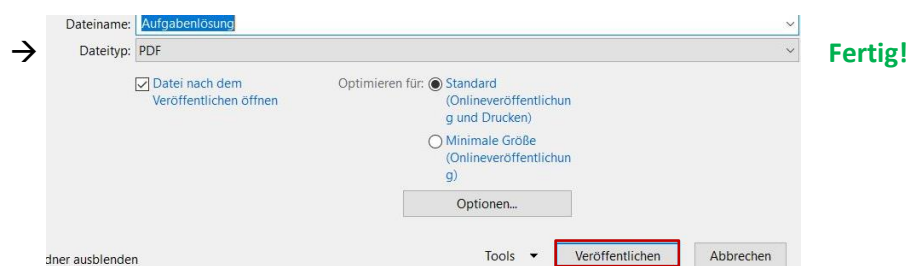 Dateiname: Aufgabenlösung
→ Dateityp: PDF Fertig!
Datei nach dem
Veröffentlichen öffnen
Optimieren für: Standard
(Onlineveröffentlichun
g und Drucken)
Minimale Größe
(Onlineveröffentlichun
g)
Optionen...
dner ausblenden Tools Veröffentlichen Abbrechen